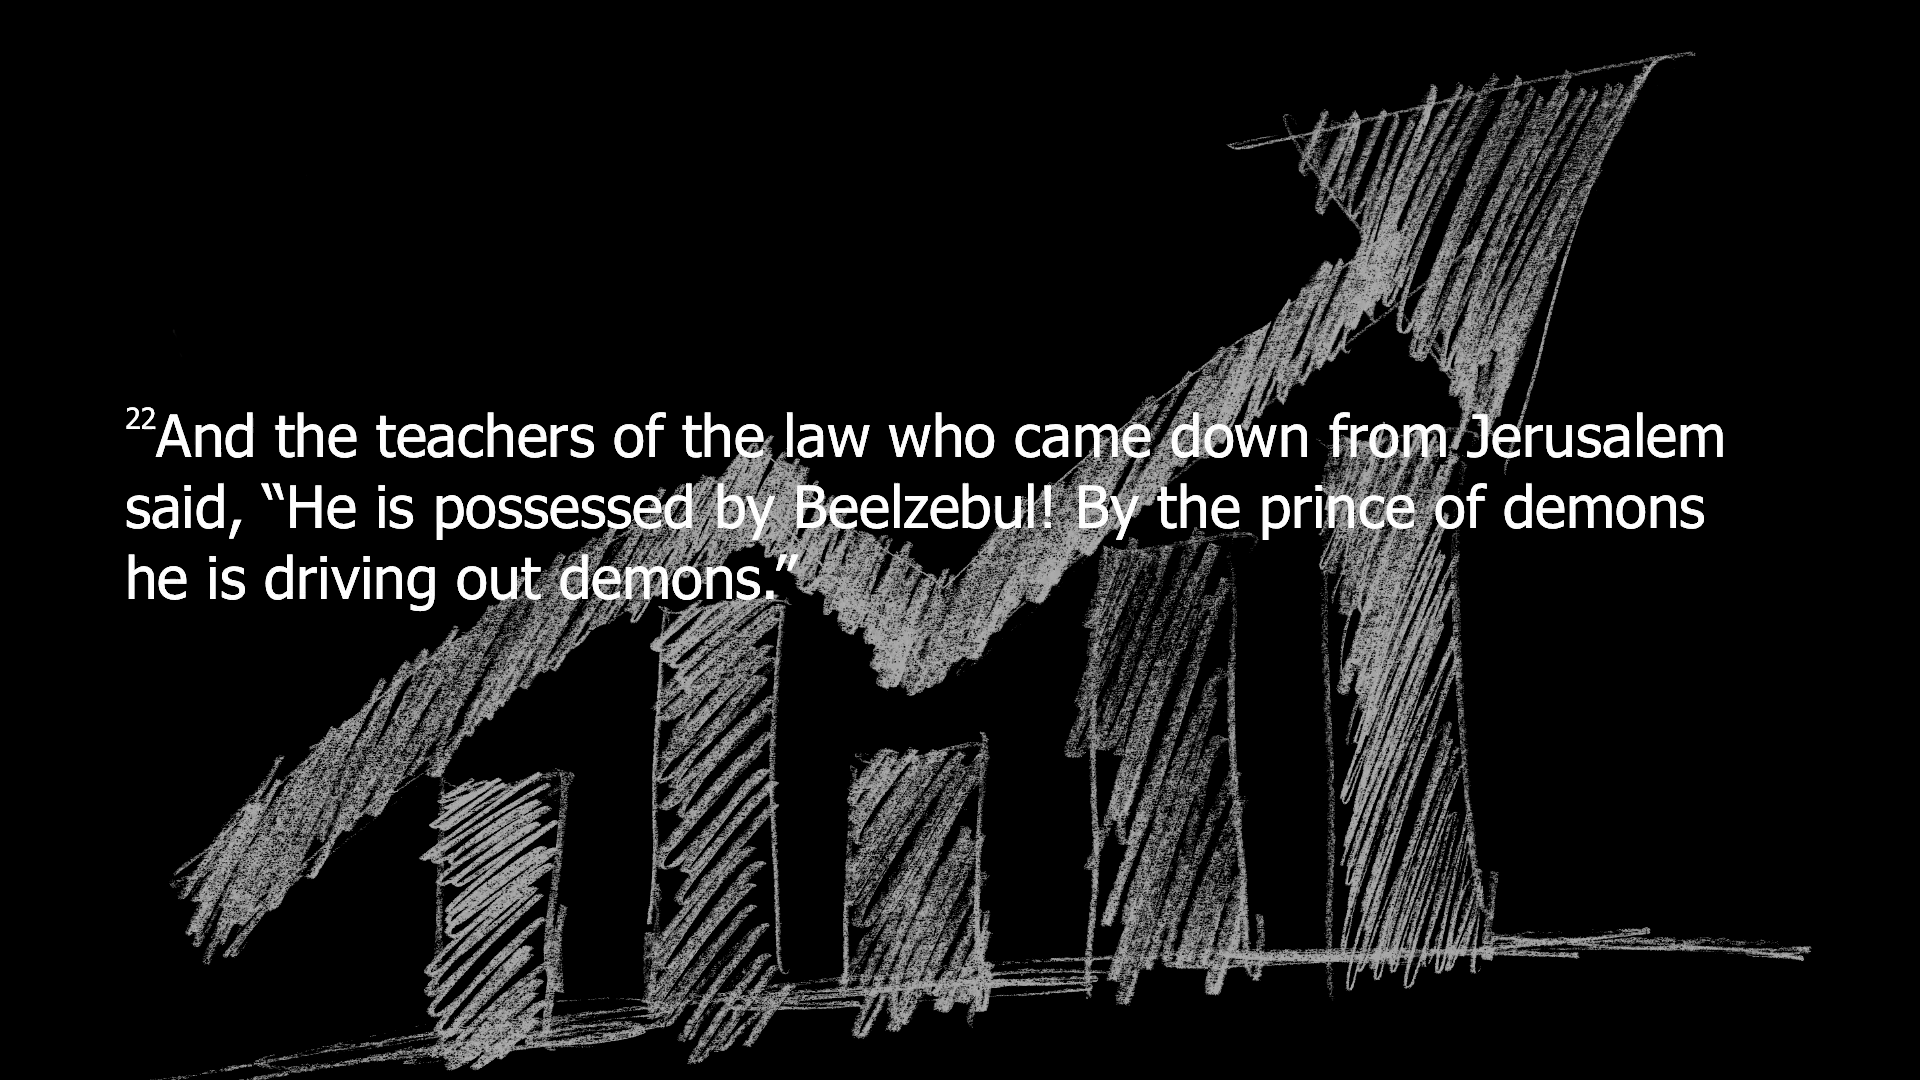 22And the teachers of the law who came down from Jerusalem
said, “He is possessed by Beelzebul! By the prince of demons
he is driving out demons.”